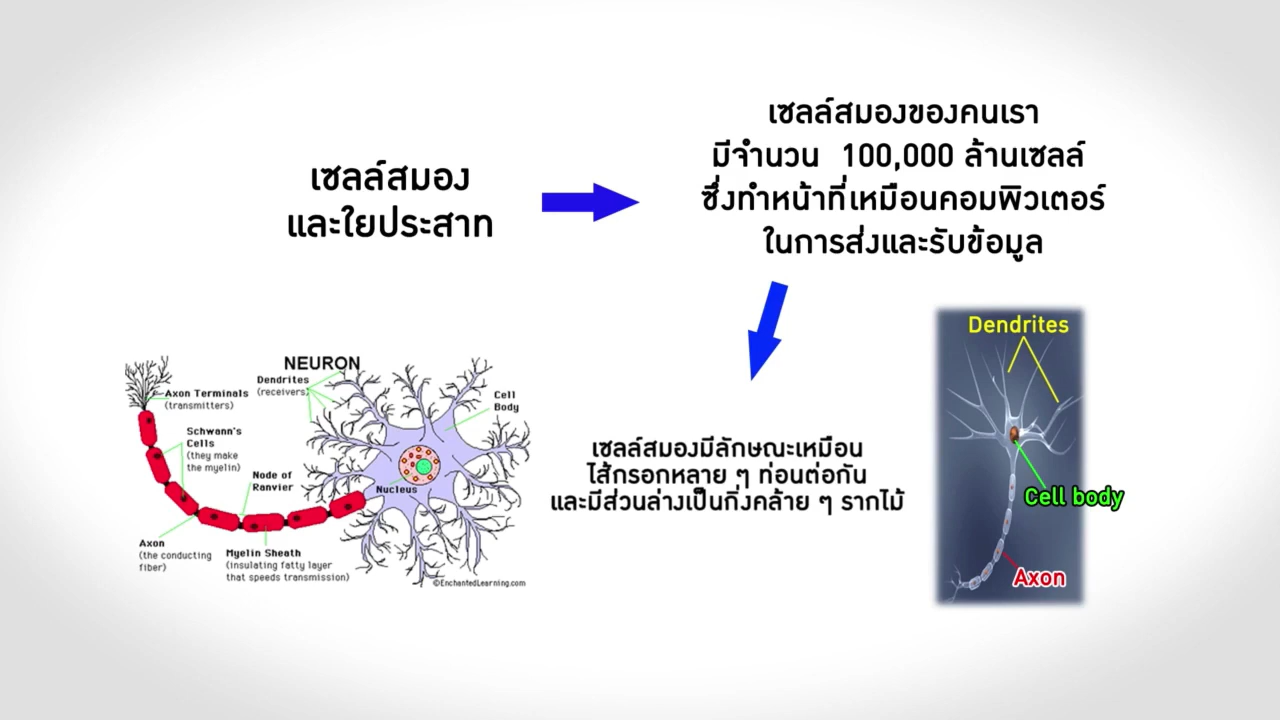 เซลล์สมอง
และใยประสาท
เซลล์สมองของคนเรา
มีจำนวน 100,000 ล้านเซลล์
ซึ่งทำหน้าที่เหมือนคอมพิวเตอร์
ในการส่งและรับข้อมูล
NEURON
Dendrites
(receivers)
Axon Terminals
(transmitters)
Cell
Body
Schwann's
Cells
(they make
the myelin)
Node of
Ranvier
Nucleus
Axon
(the conducting
fiber)
Myelin Sheath
(insulating fatty layer
that speeds transmission)
©EnchantedLearning.com
เซลล์สมองมีลักษณะเหมือน
ไส้กรอกหลาย ๆ ท่อนต่อกัน
และมีส่วนล่างเป็นกิ่งคล้าย ๆ รากไม้
Dendrites
Cell body
Axon